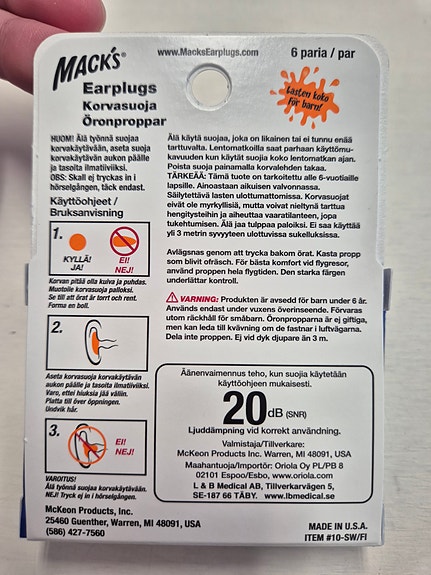 MACK'S
www.MacksEarplugs.com
6 paria / par
Earplugs
Korvasuoja
Öronproppar
Lasten koko
För barn!
HUOM! Älä työnnä suojaa
korvakäytävään, aseta suoja
korvakäytävän aukon päälle
ja tasoita ilmatiiviiksi.
OBS: Skall ej tryckas in i
hörselgången, täck endast.
Käyttöohjeet /
Bruksanvisning
1.
KYLLÄ!
JA!
EI!
NEJ!
Korvan pitää olla kuiva ja puhdas.
Muotoile korvasuoja palloksi.
Se till att örat är torrt och rent.
Forma en boll.
2.
Aseta korvasuoja korvakäytävän
aukon päälle ja tasoita ilmatiiviiksi.
Varo, ettei hiuksia jää väliin.
Platta till över öppningen.
Undvik hår.
3.
EI!
NEJ!
VAROITUS!
Älä työnnä suojaa korvakäytävään.
NEJ! Tryck ej in i hörselgången.
McKeon Products, Inc.
25460 Guenther, Warren, MI 48091, USA
(586) 427-7560
Älä käytä suojaa, joka on likainen tai ei tunnu enää
tarttuvalta. Lentomatkoilla saat parhaan käyttömu-
kavuuden kun käytät suojia koko lentomatkan ajan.
Poista suoja painamalla korvalehden takaa.
TÄRKEÄÄ: Tämä tuote on tarkoitettu alle 6-vuotiaille
lapsille. Ainoastaan aikuisen valvonnassa.
Säilytettävä lasten ulottumattomissa. Korvasuojat
eivät ole myrkyllisiä, mutta voivat nieltynä tarttua
hengitysteihin ja aiheuttaa vaaratilanteen, jopa
tukehtumisen. Älä jaa tulppaa paloiksi. Ei saa käyttää
yli 3 metrin syvyyteen ulottuvissa sukelluksissa.
Avlägsnas genom att trycka bakom örat. Kasta propp
som blivit ofräsch. För bästa komfort vid flygresor,
använd proppen hela flygtiden. Den starka färgen
underlättar kontroll.
VARNING: Produkten är avsedd för barn under 6 år.
Används endast under vuxens överinseende. Förvaras
utom räckhåll för småbarn. Öronpropparna är ej giftiga,
men kan leda till kvävning om de fastnar i luftvägarna.
Dela inte proppen. Ej vid dyk djupare än 3 m.
Äänenvaimennus teho, kun suojia käytetään
käyttöohjeen mukaisesti.
20 dB (SNR)
Ljuddämpning vid korrekt användning.
Valmistaja/Tillverkare:
McKeon Products Inc. Warren, MI 48091, USA
Maahantuoja/Importör: Oriola Oy PL/PB 8
02101 Espoo/Esbo, www.oriola.com
L & B Medical AB, Tillverkarvägen 5,
SE-187 66 TÄBY. www.lbmedical.se
MADE IN U.S.A.
ITEM #10-SW/FI